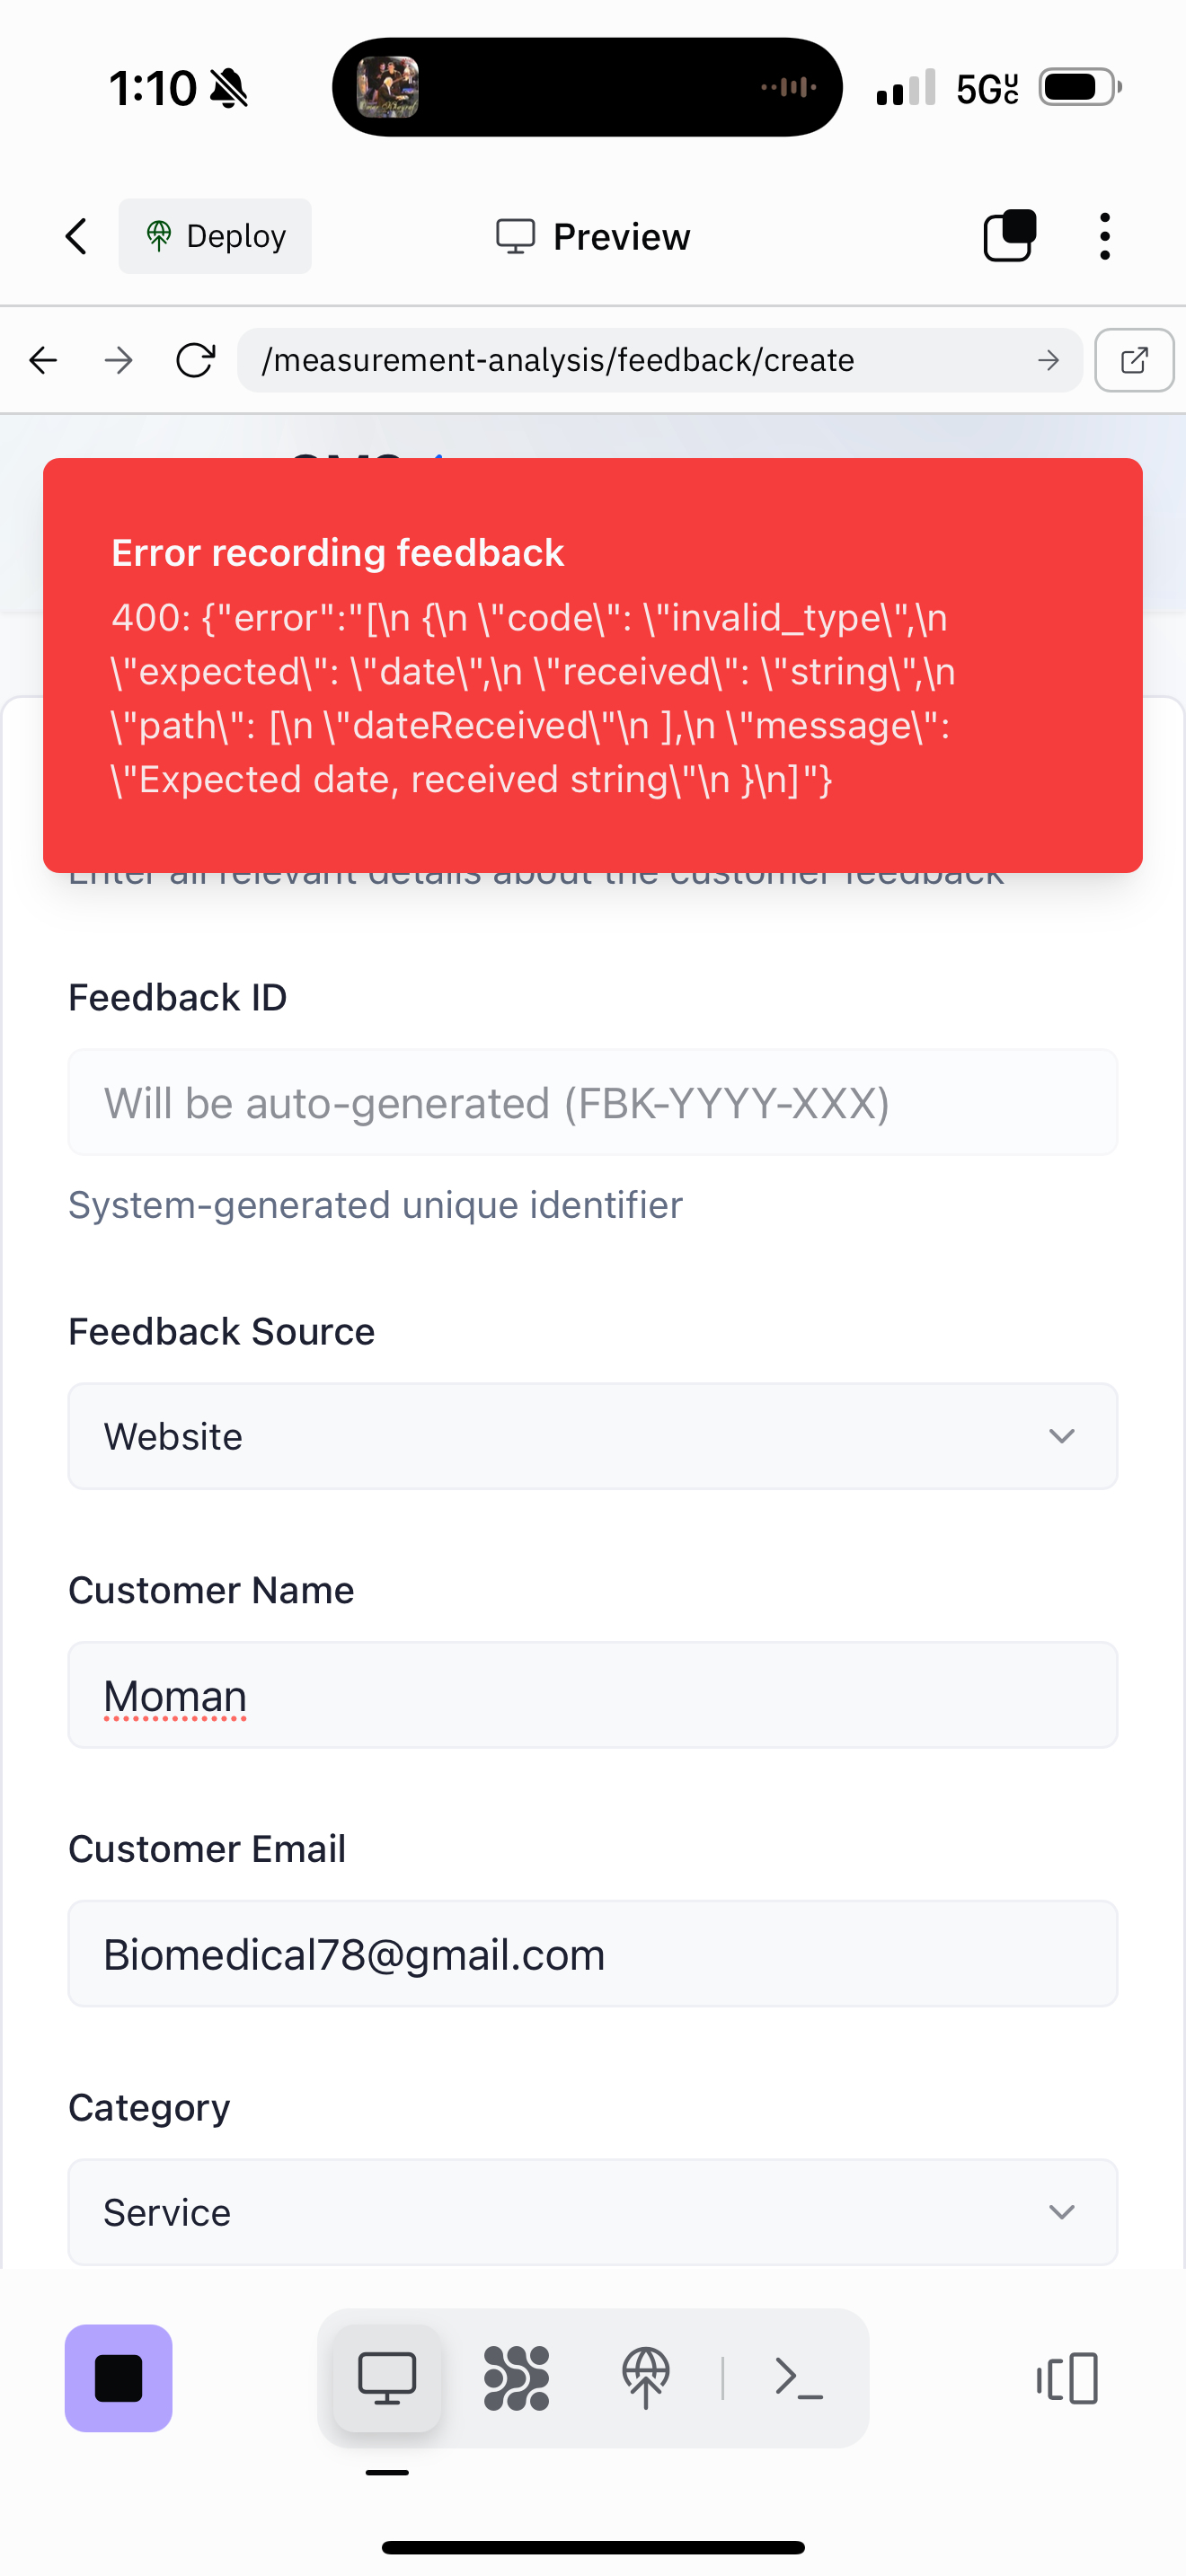 1:10
5GUC
Deploy
Preview
/measurement-analysis/feedback/create
Error recording feedback
400: {"error":"[\n {\n \"code\": \"invalid_type\",\n
\"expected\": \"date\",\n \"received\": \"string\",\n
\"path\": [\n \"dateReceived\"\n ],\n \"message\":
\"Expected date, received string\"\n }\n]"}
Enter all relevant details about the customer feedback
Feedback ID
Will be auto-generated (FBK-YYYY-XXX)
System-generated unique identifier
Feedback Source
Website
Customer Name
Moman
Customer Email
Biomedical78@gmail.com
Category
Service